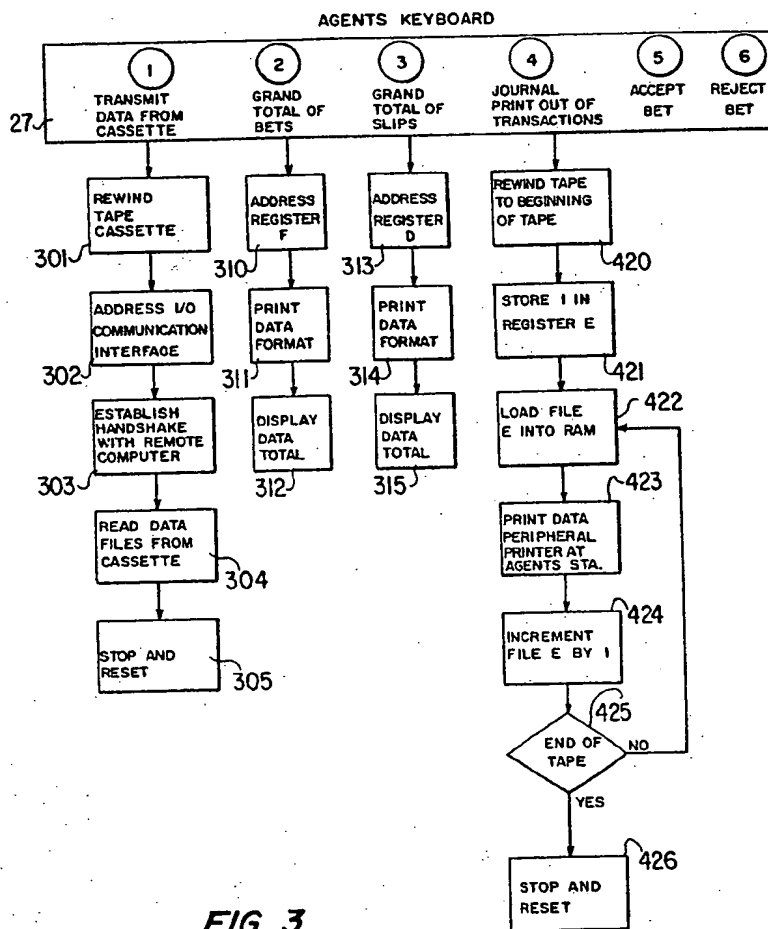 AGENTS KEYBOARD
1
2
3
4
5
6
TRANSMIT
DATA FROM
CASSETTE
GRAND
TOTAL OF
BETS
GRAND
TOTAL OF
SLIPS
JOURNAL
PRINT OUT OF
TRANSACTIONS
ACCEPT
BET
REJECT
BET
27
REWIND
TAPE
CASSETTE
301
ADDRESS I/O
COMMUNICATION
INTERFACE
302
ESTABLISH
HANDSHAKE
WITH REMOTE
COMPUTER
303
READ DATA
FILES FROM
CASSETTE
304
STOP AND
RESET
305
ADDRESS
REGISTER
F
310
PRINT
DATA
FORMAT
311
DISPLAY
DATA
TOTAL
312
ADDRESS
REGISTER
D
313
PRINT
DATA
FORMAT
314
DISPLAY
DATA
TOTAL
315
REWIND TAPE
TO BEGINNING
OF TAPE
420
STORE 1 IN
REGISTER E
421
LOAD FILE
E INTO RAM
422
PRINT DATA
PERIPHERAL
PRINTER AT
AGENTS STA.
423
INCREMENT
FILE E BY 1
424
END OF
TAPE
425
NO
YES
STOP AND
RESET
426
FIG. 3